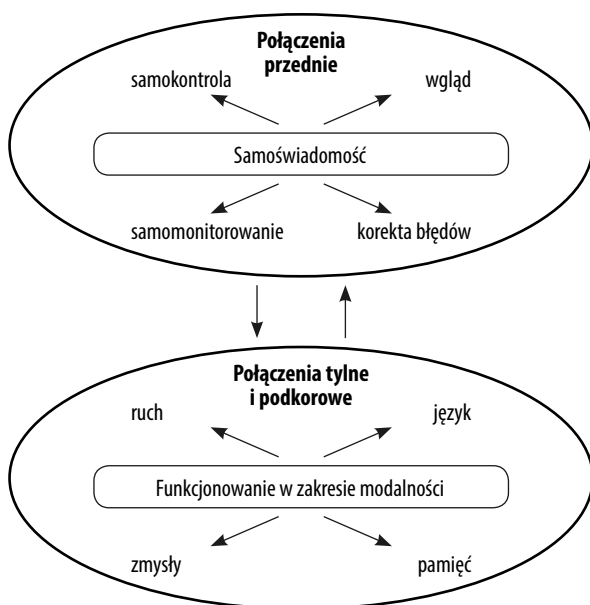 Połączenia
przednie
samokontrola
wgląd
Samoświadomość
samomonitorowanie
korekta błędów
Połączenia tylne
i podkorowe
ruch
język
Funkcjonowanie w zakresie modalności
zmysły
pamięć